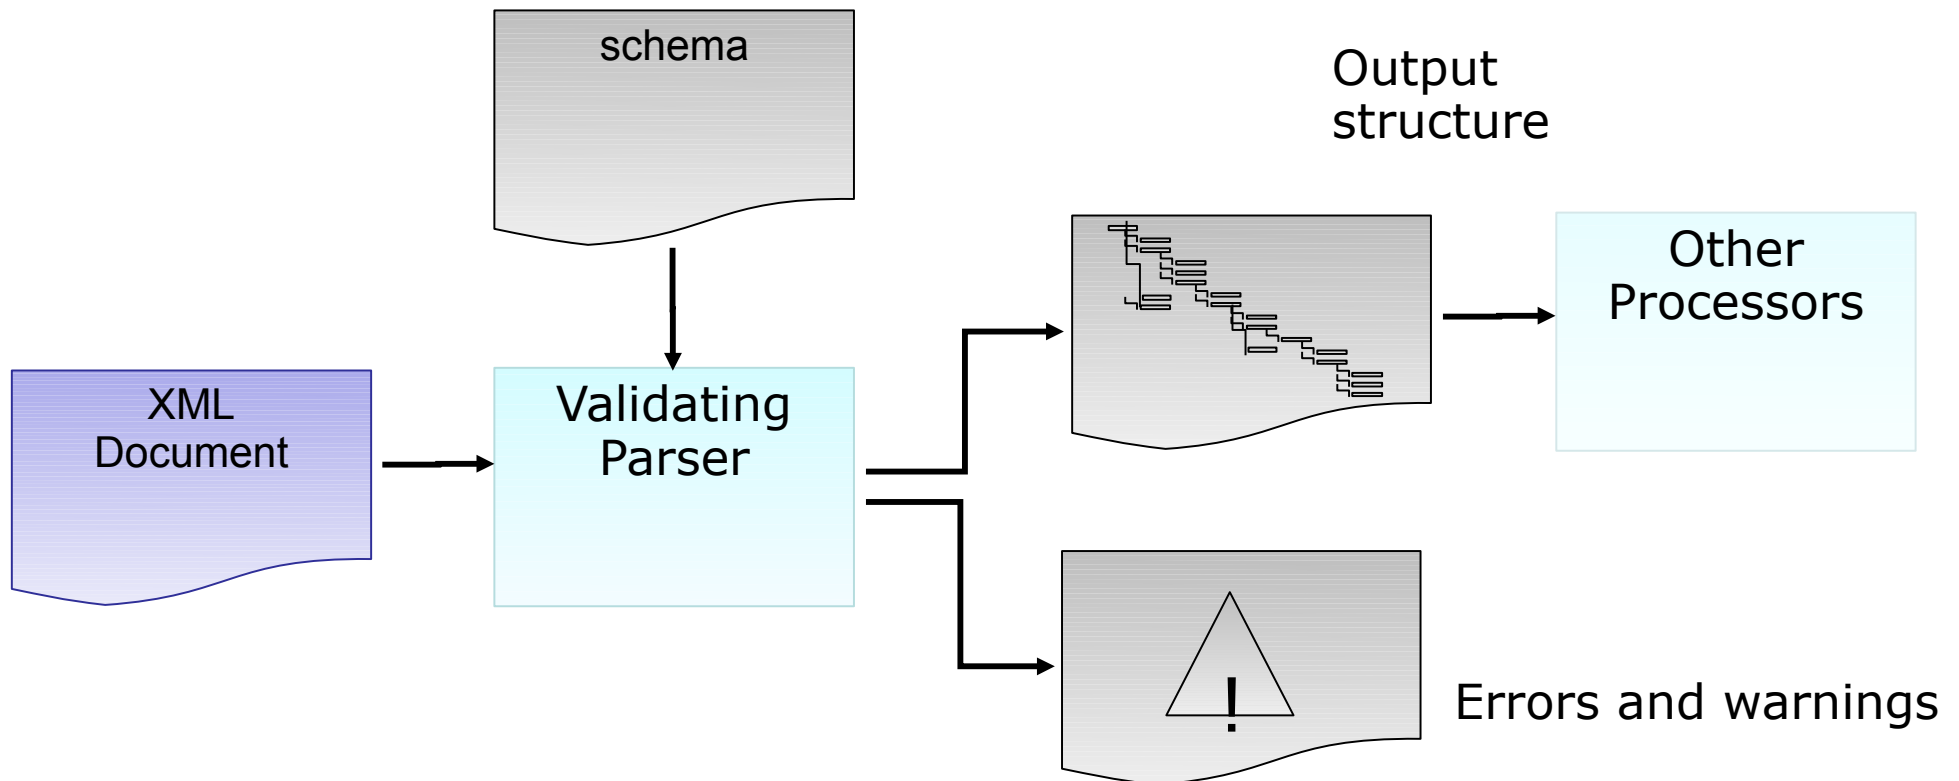 schema
Output
structure
Other
Processors
XML
Document
Validating
Parser
!
Errors and warnings